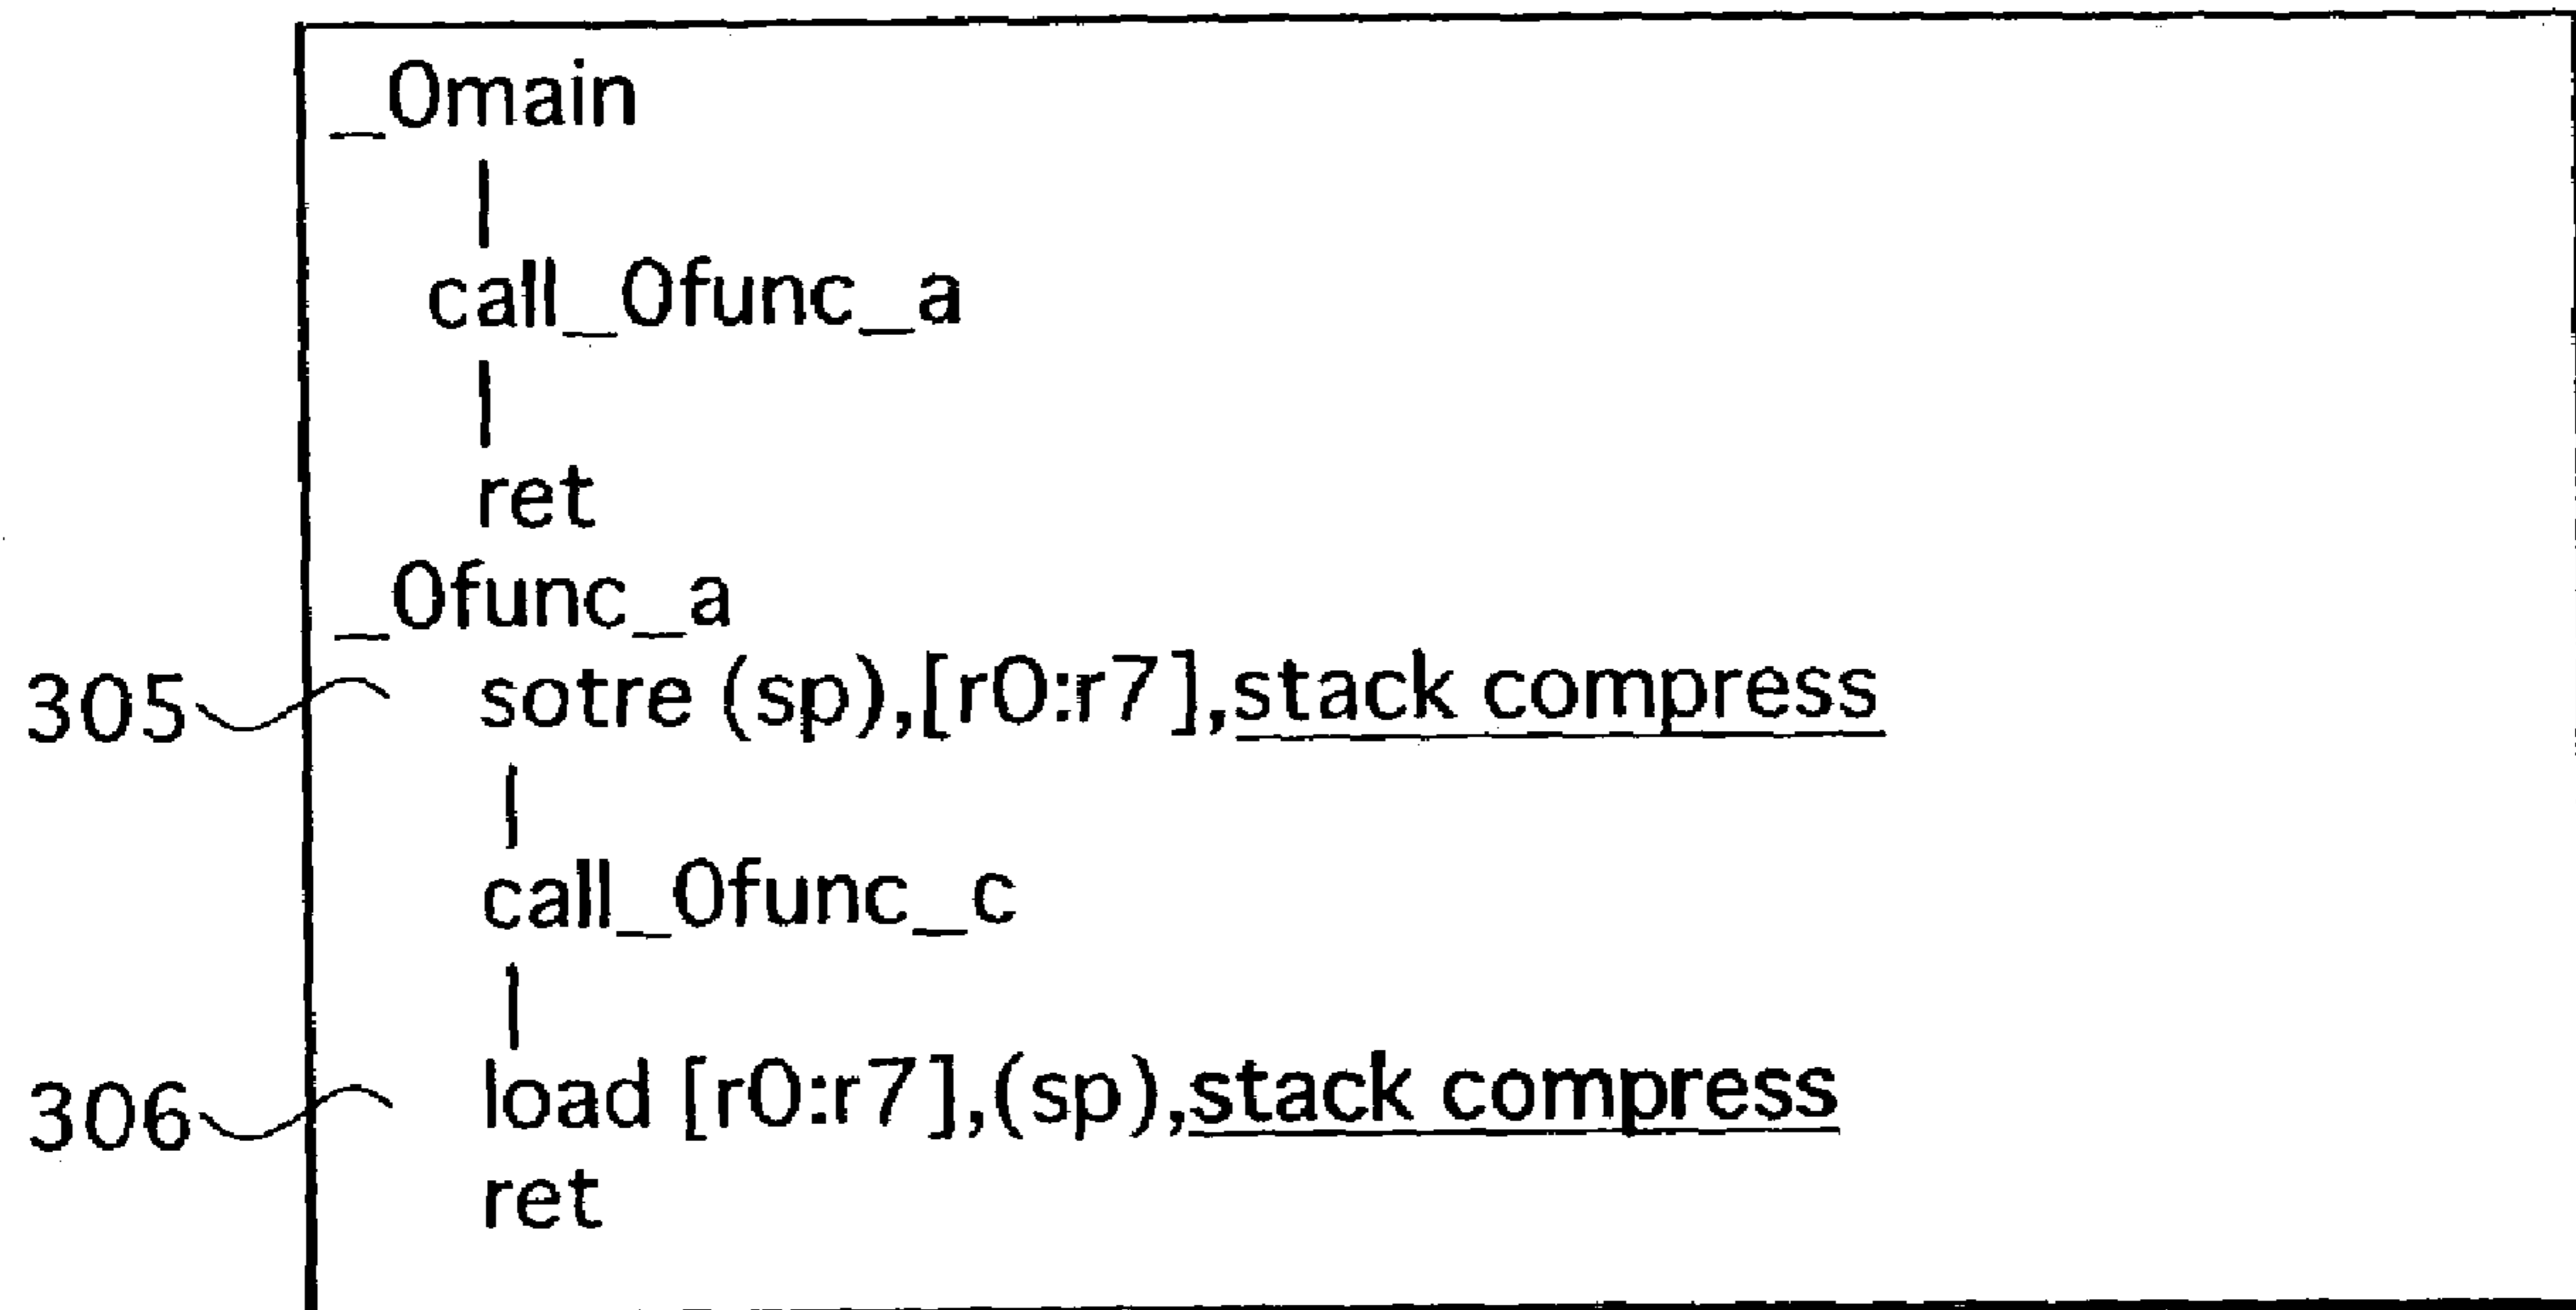 _0main
|
call_0func_a
|
ret
_0func_a
305 sotre (sp),[r0:r7],stack compress
|
call_0func_c
|
306 load [r0:r7],(sp),stack compress
ret